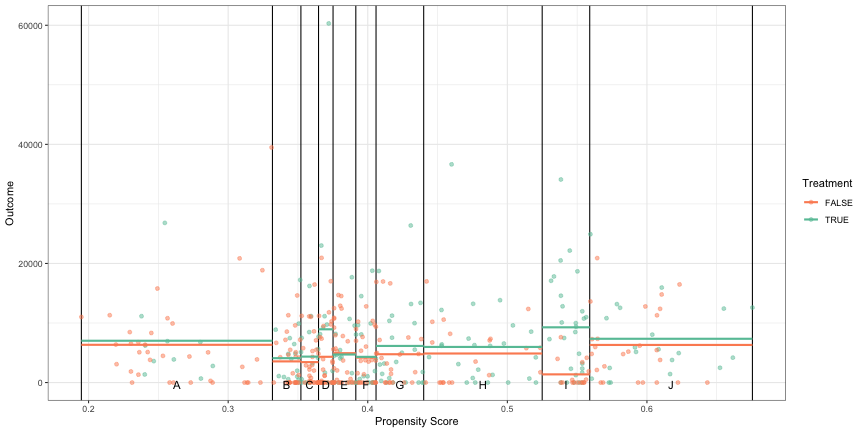 60000
40000
20000
0
Outcome
A B C D E F G H I J
0.2 0.3 0.4 0.5 0.6
Propensity Score
Treatment
FALSE
TRUE